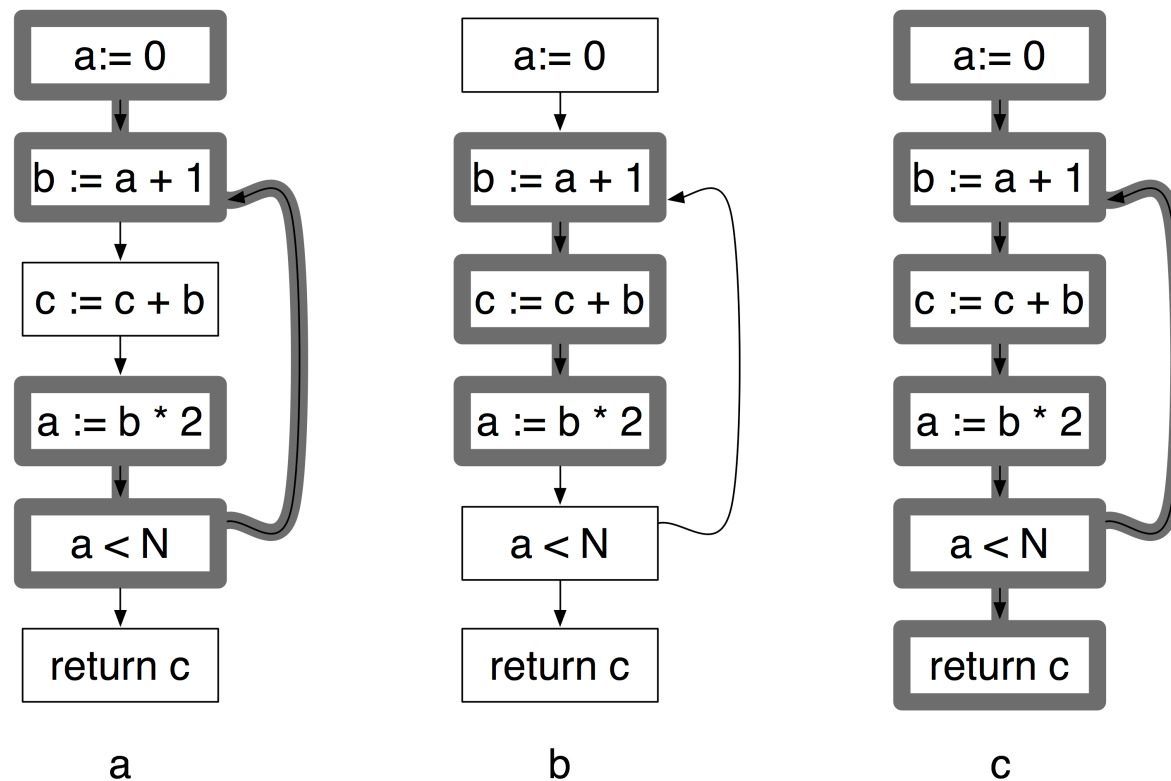 a:= 0
b := a + 1
c := c + b
a := b * 2
a < N
return c
a
a:= 0
b := a + 1
c := c + b
a := b * 2
a < N
return c
b
a:= 0
b := a + 1
c := c + b
a := b * 2
a < N
return c
c